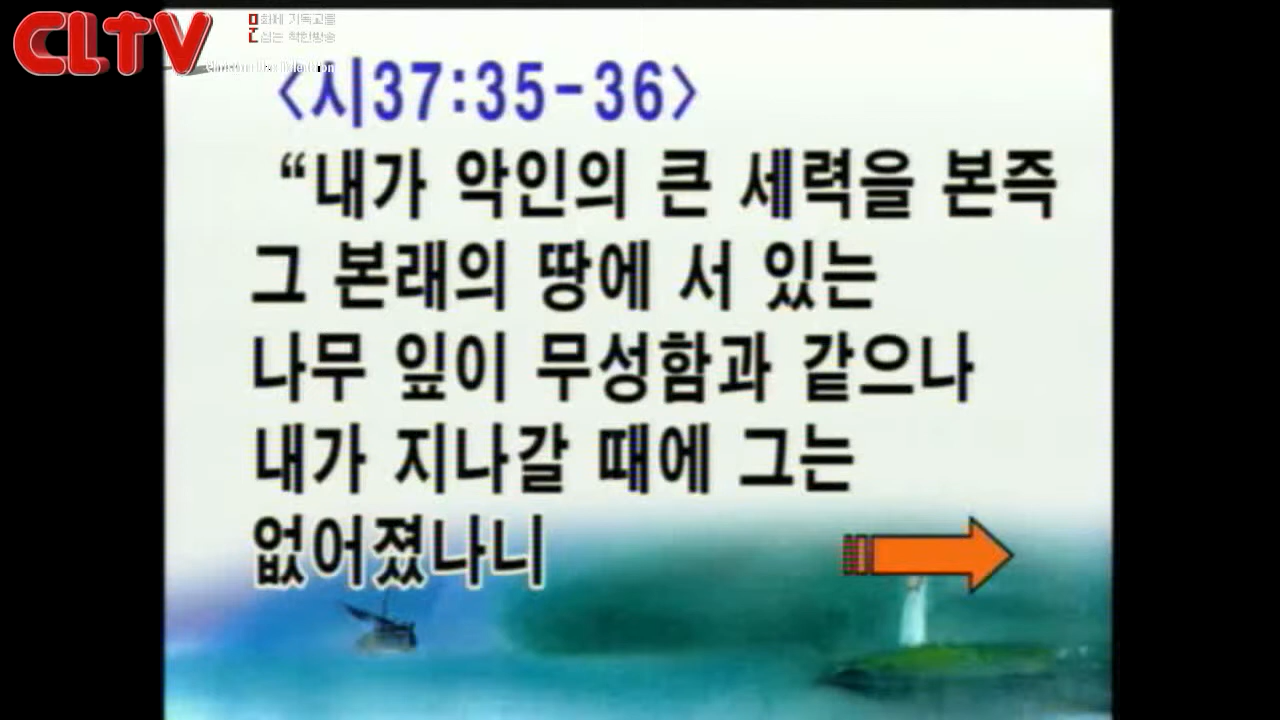 CLTV
<시37:35-36>
“내가 악인의 큰 세력을 본즉
그 본래의 땅에 서 있는
나무 잎이 무성함과 같으나
내가 지나갈 때에 그는
없어졌나니